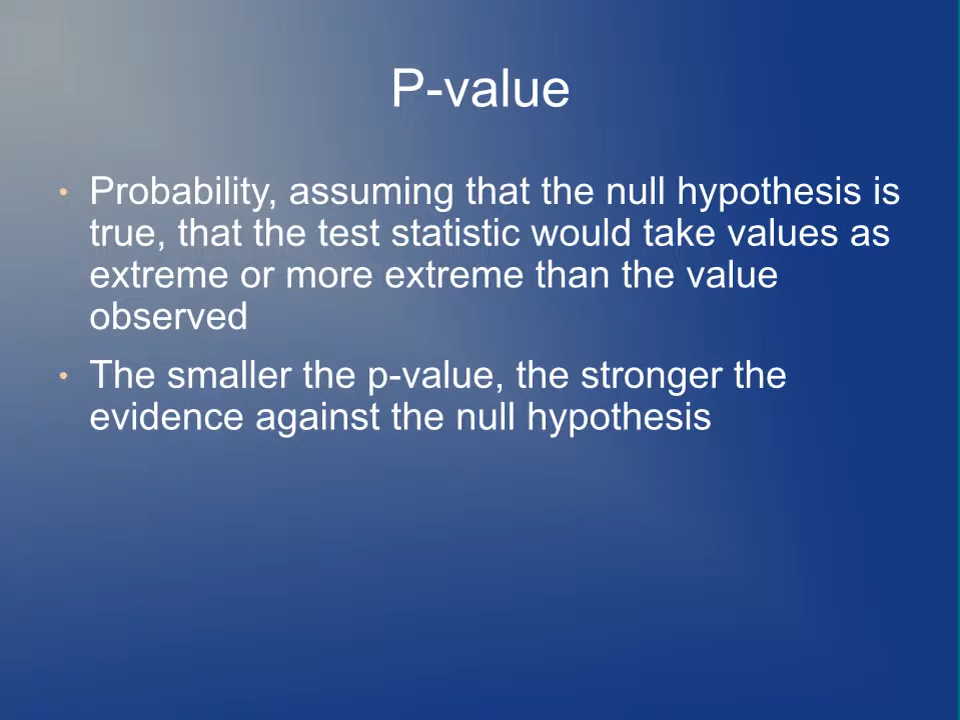 P-value
• Probability, assuming that the null hypothesis is
true, that the test statistic would take values as
extreme or more extreme than the value
observed
• The smaller the p-value, the stronger the
evidence against the null hypothesis